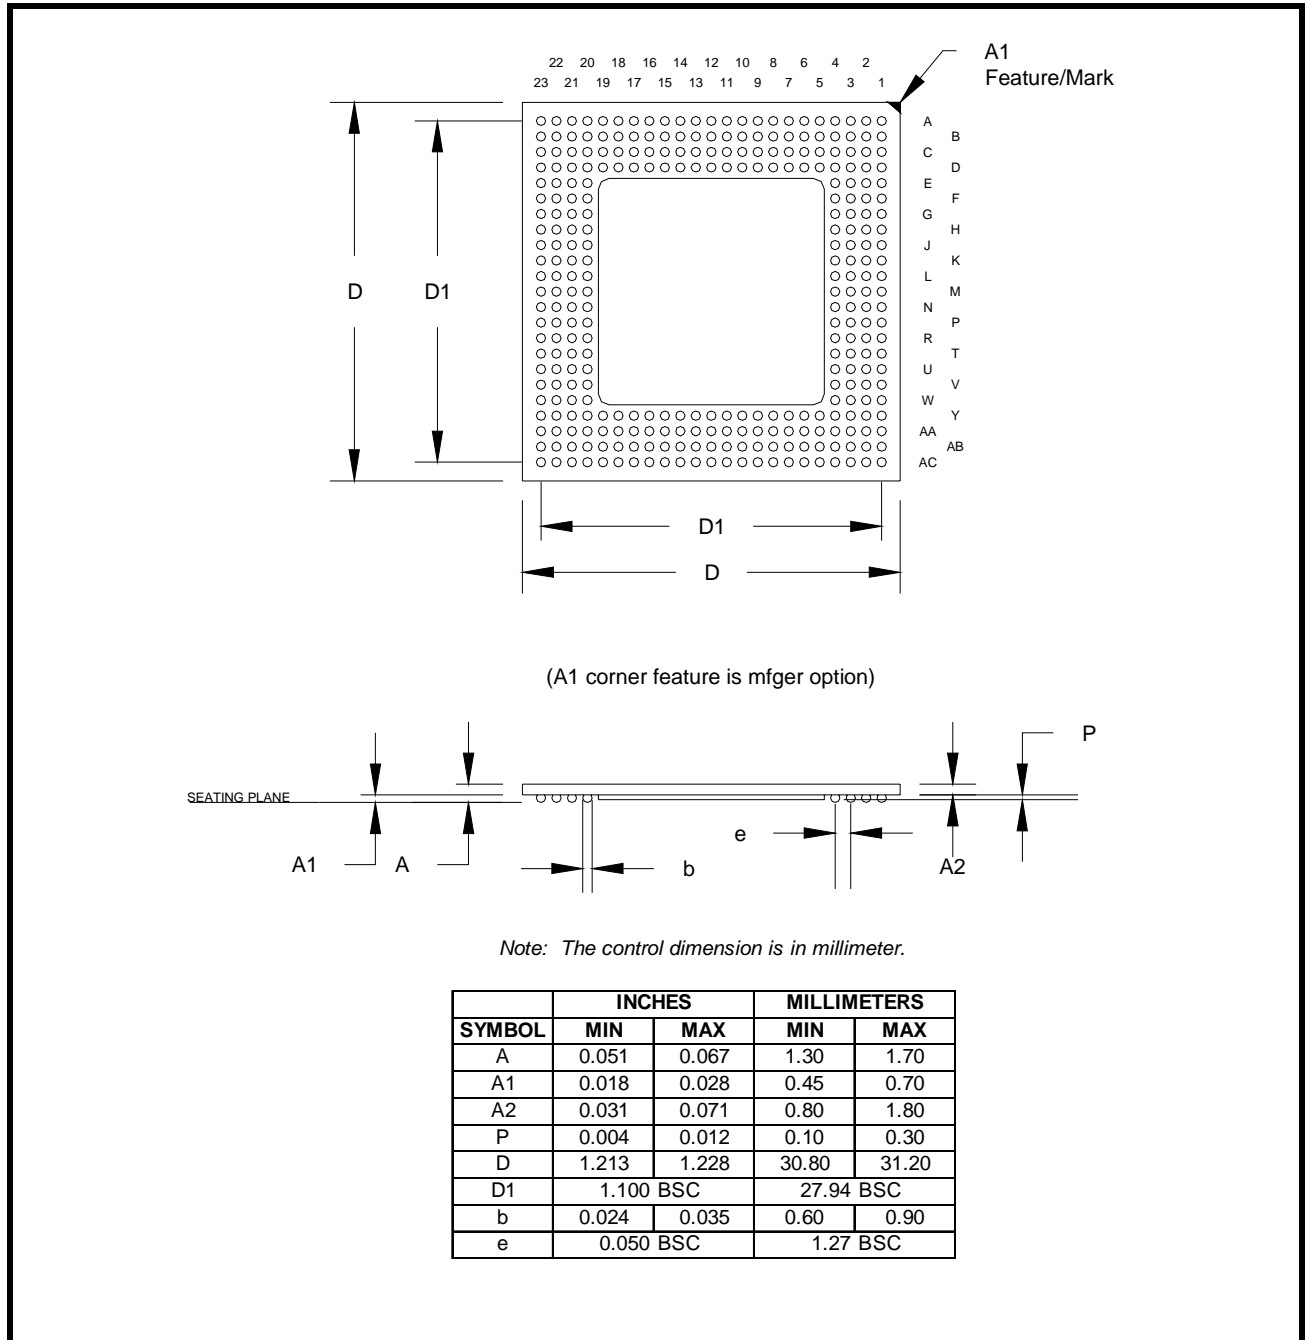 22 20 18 16 14 12 10 8 6 4 2
23 21 19 17 15 13 11 9 7 5 3 1
A1
Feature/Mark
A
B
C
D
E
F
G
H
J
K
L
M
N
P
R
T
U
V
W
Y
AA
AB
AC
D
D1
D1
D
(A1 corner feature is mfger option)
P
SEATING PLANE
e
A1
A
b
A2
Note: The control dimension is in millimeter.
INCHES MILLIMETERS
SYMBOL MIN MAX MIN MAX
A 0.051 0.067 1.30 1.70
A1 0.018 0.028 0.45 0.70
A2 0.031 0.071 0.80 1.80
P 0.004 0.012 0.10 0.30
D 1.213 1.228 30.80 31.20
D1 1.100 BSC 27.94 BSC
b 0.024 0.035 0.60 0.90
e 0.050 BSC 1.27 BSC